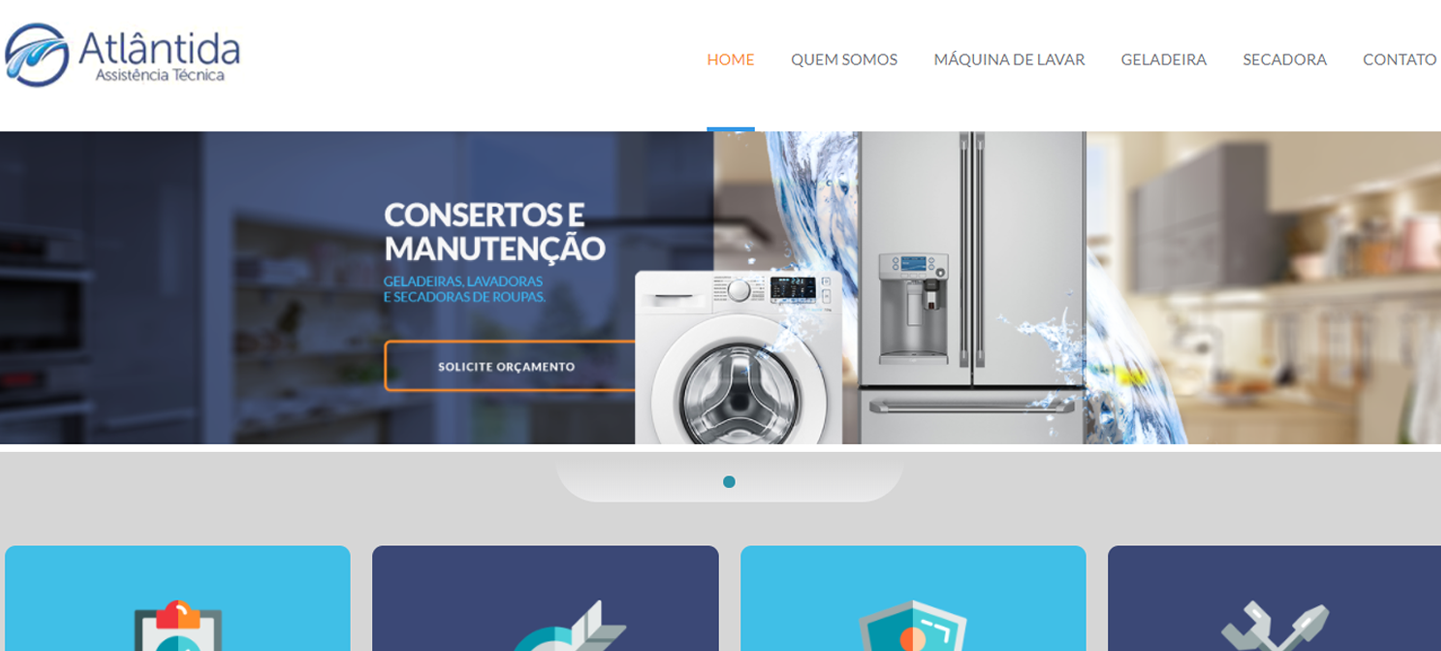 Atlântida
Assistência Técnica
HOME
QUEM SOMOS
MÁQUINA DE LAVAR
GELADEIRA
SECADORA
CONTATO
CONSERTOS E
MANUTENÇÃO
GELADEIRAS, LAVADORAS
E SECADORAS DE ROUPAS.
SOLICITE ORÇAMENTO